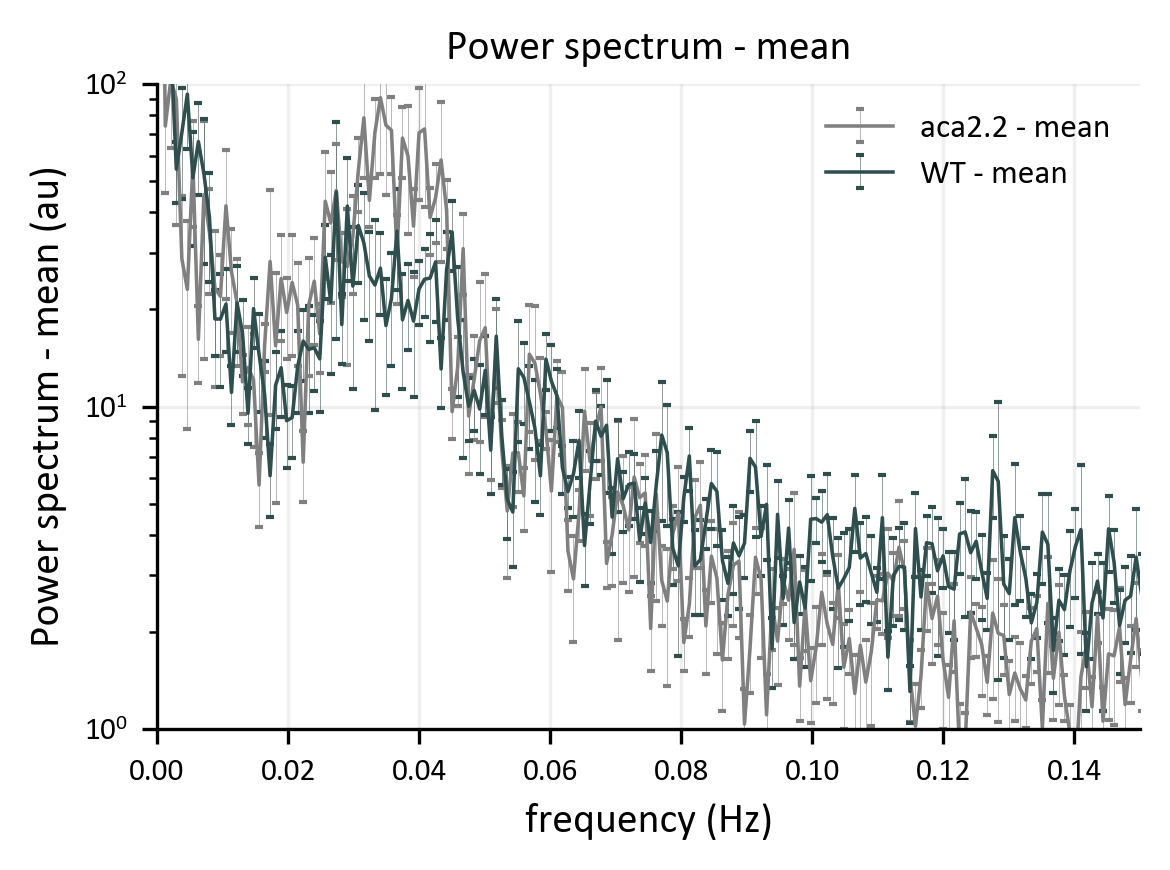 Power spectrum - mean
aca2.2 - mean
WT - mean
Power spectrum - mean (au)
10²
10¹
10⁰
0.00 0.02 0.04 0.06 0.08 0.10 0.12 0.14
frequency (Hz)